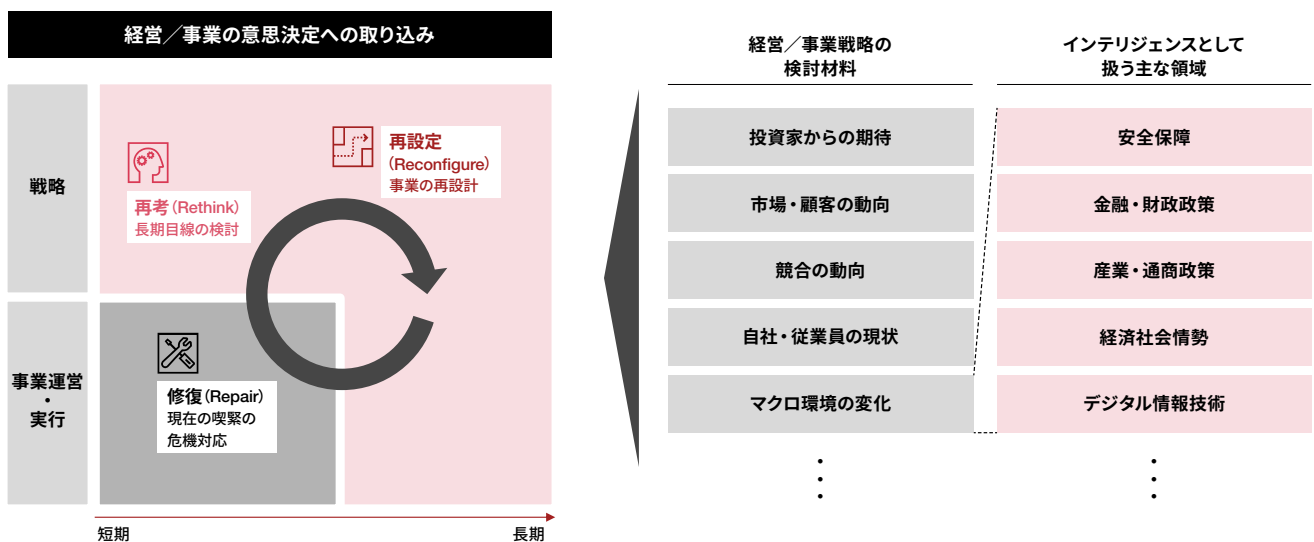 経営／事業の意思決定への取り込み
戦略
事業運営
・
実行
再考（Rethink）
長期目線の検討
再設定
（Reconfigure）
事業の再設計
修復（Repair）
現在の喫緊の
危機対応
短期
長期
経営／事業戦略の
検討材料
投資家からの期待
市場・顧客の動向
競合の動向
自社・従業員の現状
マクロ環境の変化
・
・
・
インテリジェンスとして
扱う主な領域
安全保障
金融・財政政策
産業・通商政策
経済社会情勢
デジタル情報技術
・
・
・